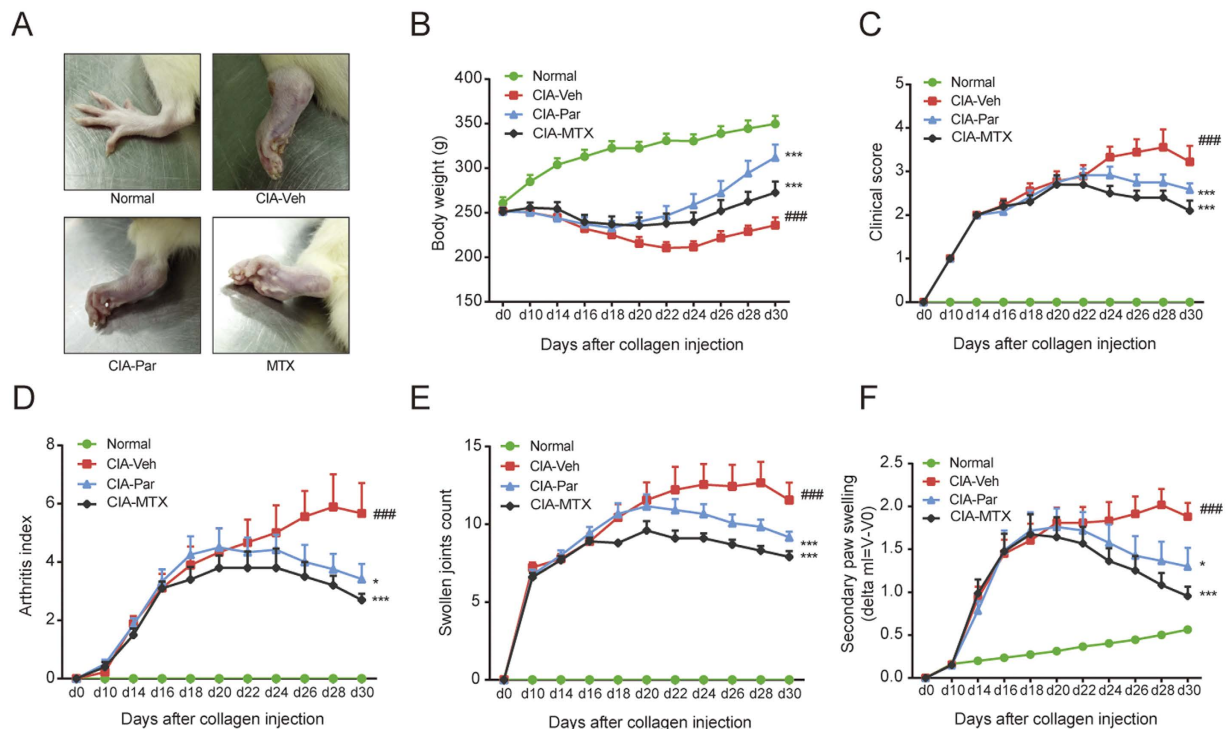 A
Normal
CIA-Veh
CIA-Par
MTX
B
Normal
CIA-Veh
CIA-Par
CIA-MTX
Body weight (g)
400
350
300
250
200
150
***
***
###
d0 d10 d14 d16 d18 d20 d22 d24 d26 d28 d30
Days after collagen injection
C
Normal
CIA-Veh
CIA-Par
CIA-MTX
Clinical score
5
4
3
2
1
0
###
***
***
d0 d10 d14 d16 d18 d20 d22 d24 d26 d28 d30
Days after collagen injection
D
Normal
CIA-Veh
CIA-Par
CIA-MTX
Arthritis index
8
6
4
2
0
###
*
***
d0 d10 d14 d16 d18 d20 d22 d24 d26 d28 d30
Days after collagen injection
E
Normal
CIA-Veh
CIA-Par
CIA-MTX
Swollen joints count
15
10
5
0
###
***
***
d0 d10 d14 d16 d18 d20 d22 d24 d26 d28 d30
Days after collagen injection
F
Normal
CIA-Veh
CIA-Par
CIA-MTX
Secondary paw swelling
(delta ml=V-V0)
2.5
2.0
1.5
1.0
0.5
0.0
###
*
***
d0 d10 d14 d16 d18 d20 d22 d24 d26 d28 d30
Days after collagen injection